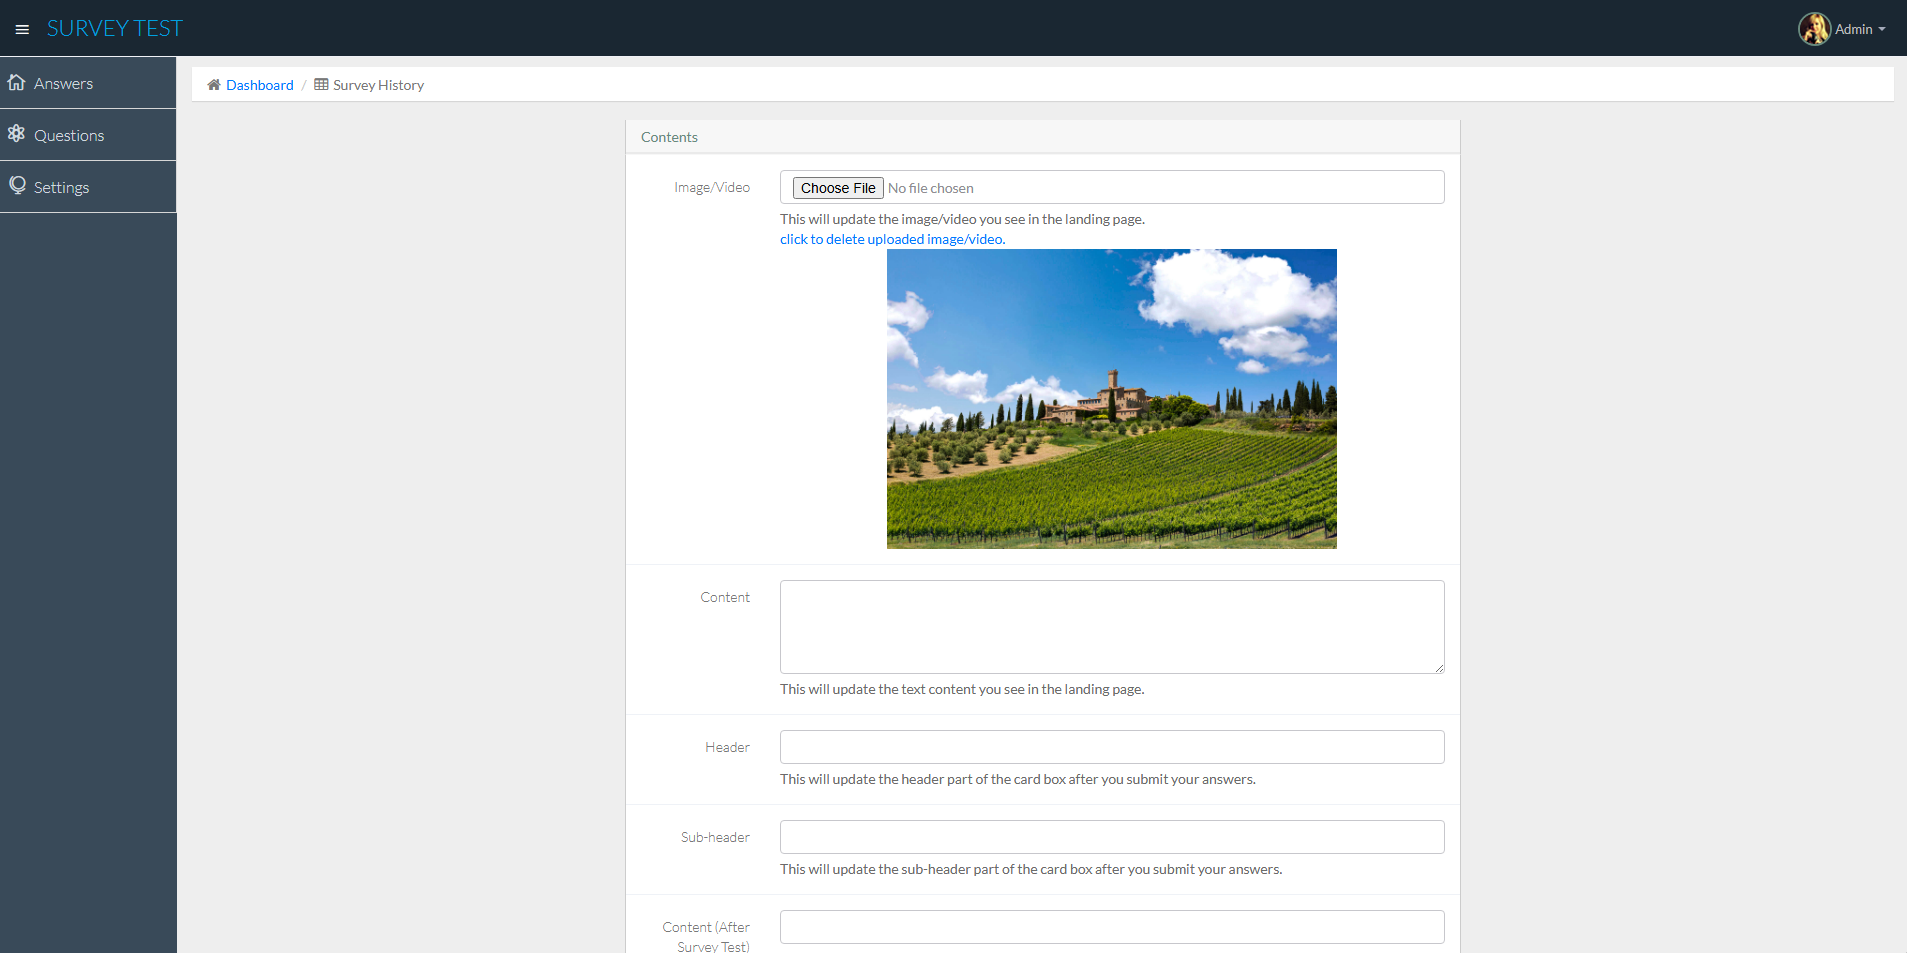 SURVEY TEST
Admin
Answers
Questions
Settings
Dashboard / Survey History
Contents
Image/Video
Choose File No file chosen
This will update the image/video you see in the landing page.
click to delete uploaded image/video.
Content
This will update the text content you see in the landing page.
Header
This will update the header part of the card box after you submit your answers.
Sub-header
This will update the sub-header part of the card box after you submit your answers.
Content (After
Survey Test)